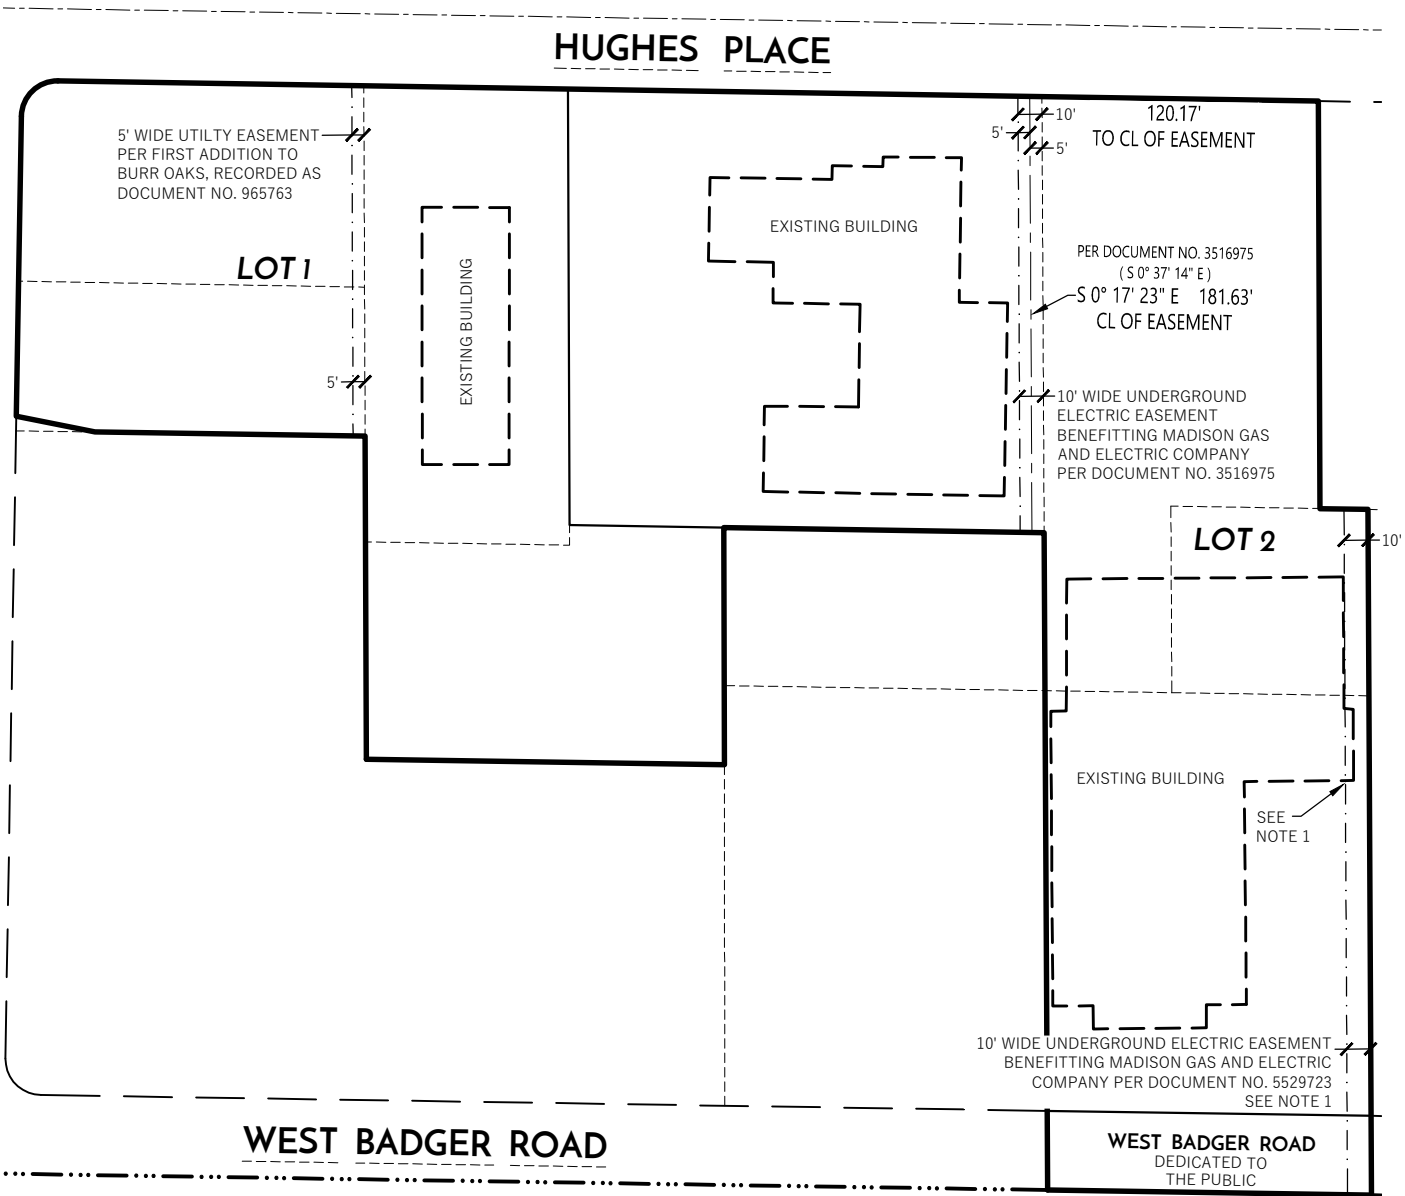 HUGHES PLACE
5' WIDE UTILTY EASEMENT
PER FIRST ADDITION TO
BURR OAKS, RECORDED AS
DOCUMENT NO. 965763
10'
5'
5'
120.17'
TO CL OF EASEMENT
EXISTING BUILDING
LOT 1
EXISTING BUILDING
PER DOCUMENT NO. 3516975
( S 0° 37' 14" E )
S 0° 17' 23" E 181.63'
CL OF EASEMENT
5'
10' WIDE UNDERGROUND
ELECTRIC EASEMENT
BENEFITTING MADISON GAS
AND ELECTRIC COMPANY
PER DOCUMENT NO. 3516975
LOT 2
10'
EXISTING BUILDING
SEE
NOTE 1
10' WIDE UNDERGROUND ELECTRIC EASEMENT
BENEFITTING MADISON GAS AND ELECTRIC
COMPANY PER DOCUMENT NO. 5529723
SEE NOTE 1
WEST BADGER ROAD
WEST BADGER ROAD
DEDICATED TO
THE PUBLIC